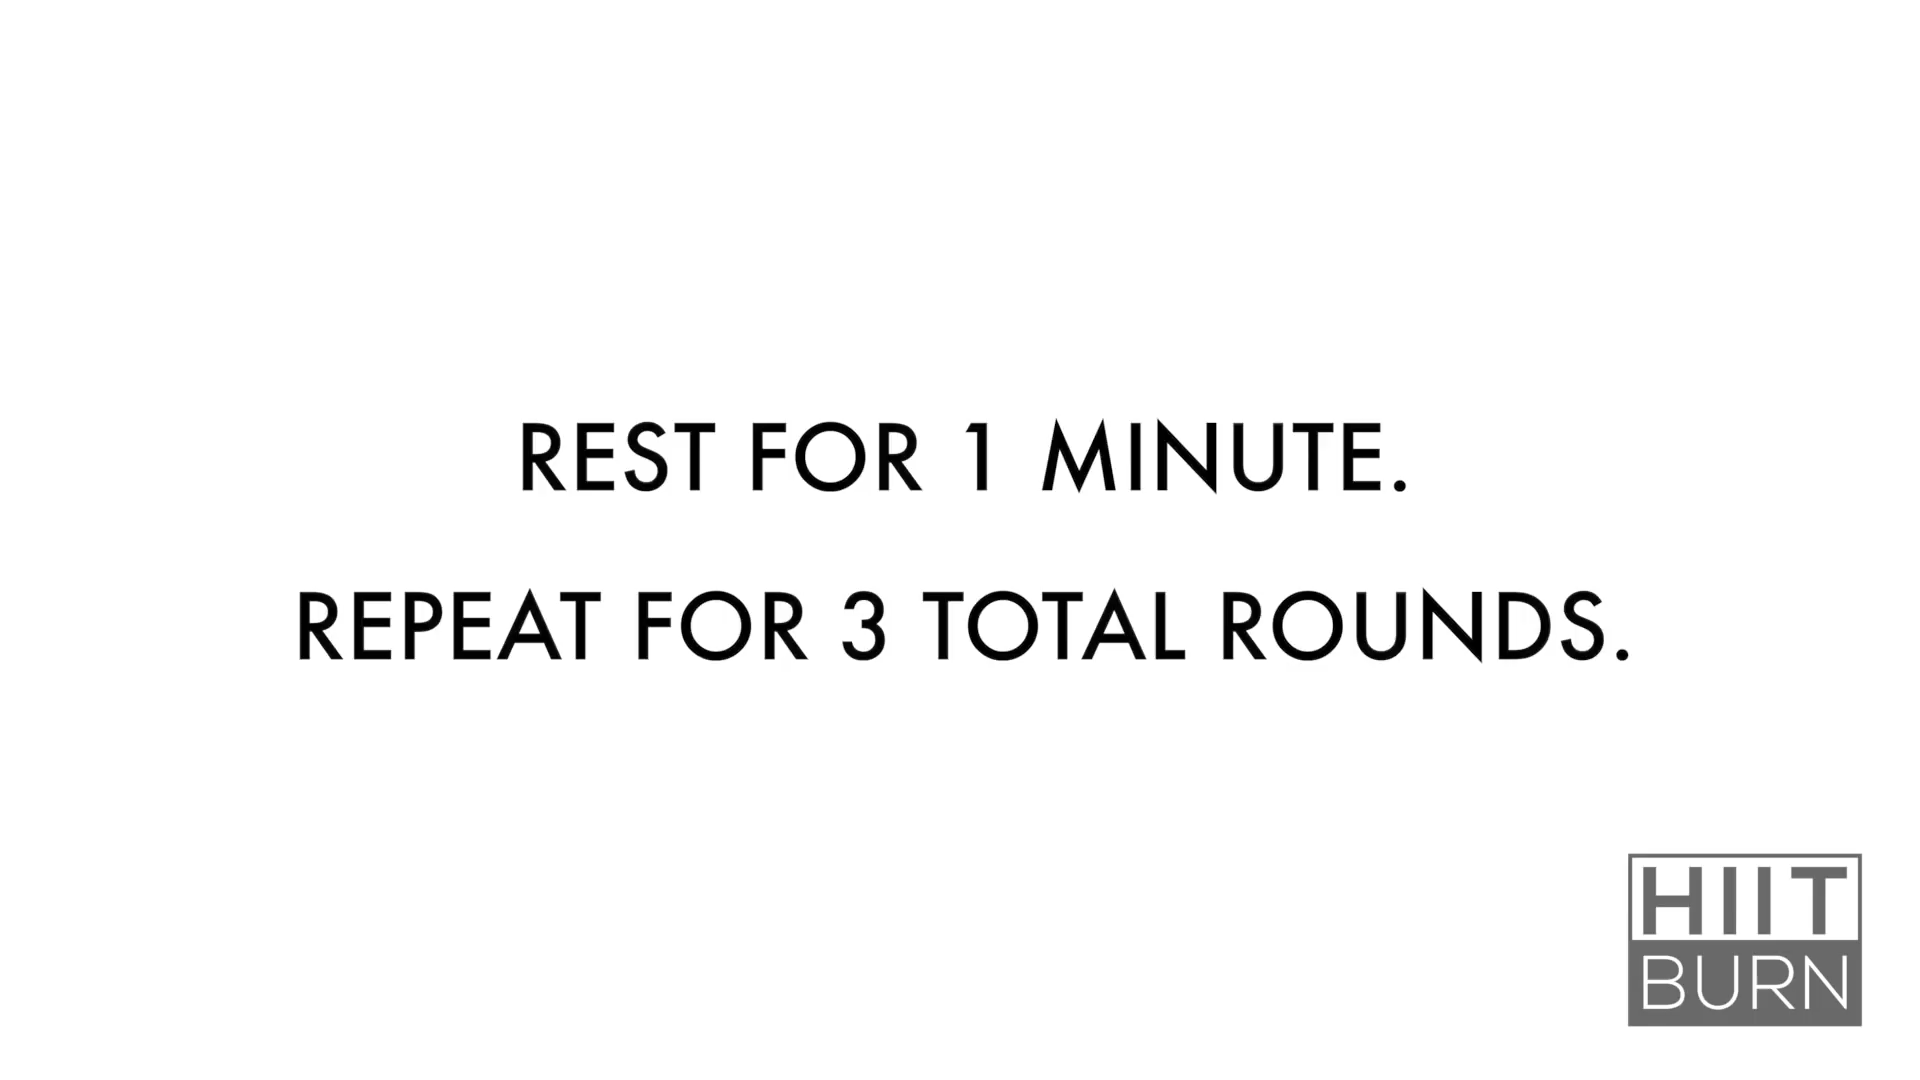 REST FOR 1 MINUTE.
REPEAT FOR 3 TOTAL ROUNDS.
HIIT
BURN